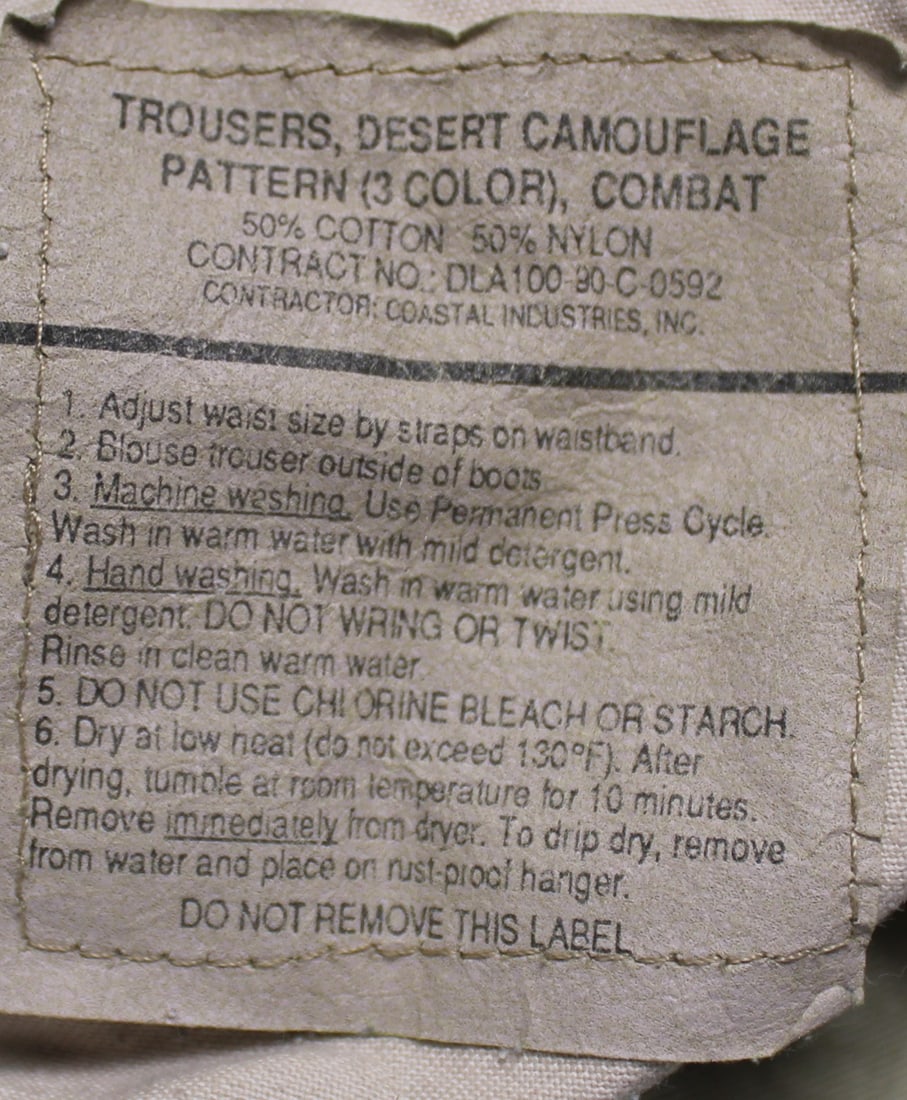 TROUSERS, DESERT CAMOUFLAGE
PATTERN (3 COLOR), COMBAT
50% COTTON 50% NYLON
CONTRACT NO.: DLA100-90-C-0592
CONTRACTOR: COASTAL INDUSTRIES, INC.
1. Adjust waist size by straps on waistband.
2. Blouse trouser outside of boots.
3. Machine washing. Use Permanent Press Cycle.
Wash in warm water with mild detergent.
4. Hand washing. Wash in warm water using mild
detergent. DO NOT WRING OR TWIST.
Rinse in clean warm water.
5. DO NOT USE CHLORINE BLEACH OR STARCH.
6. Dry at low heat (do not exceed 130°F). After
drying, tumble at room temperature for 10 minutes.
Remove immediately from dryer. To drip dry, remove
from water and place on rust-proof hanger.
DO NOT REMOVE THIS LABEL